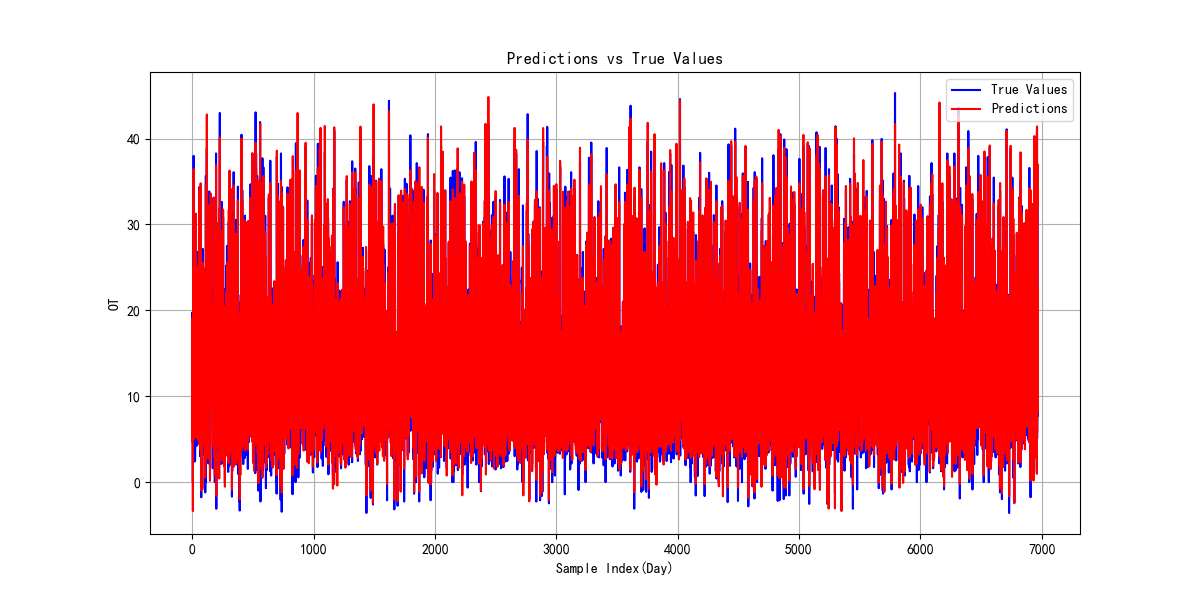 Predictions vs True Values
True Values
Predictions
40
30
20
10
0
OT
0 1000 2000 3000 4000 5000 6000 7000
Sample Index(Day)